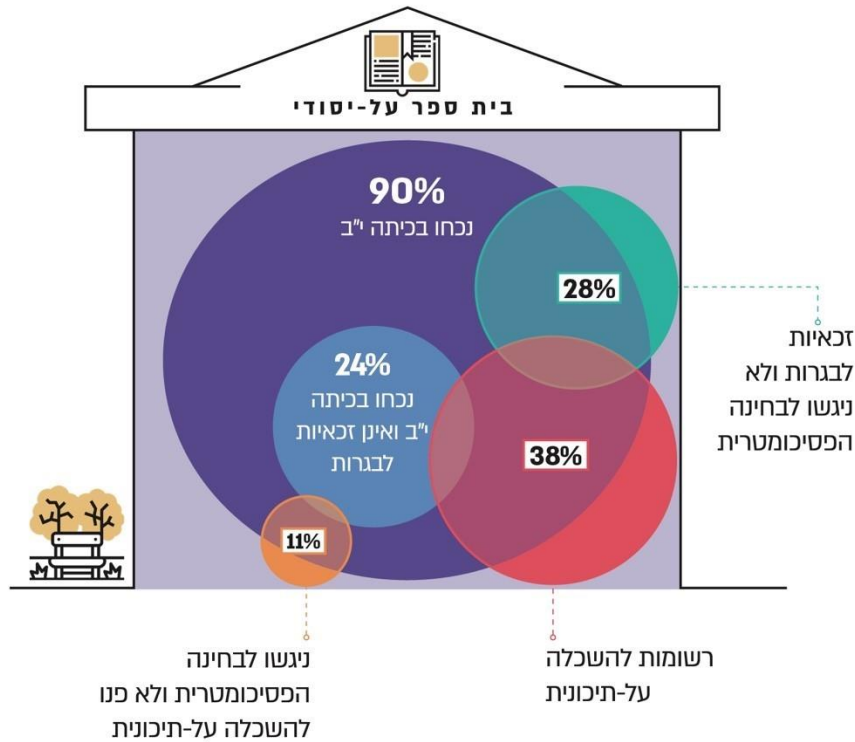 בית ספר על-יסודי
90%
נכחו בכיתה י"ב
28%
זכאיות
לבגרות ולא
ניגשו לבחינה
הפסיכומטרית
24%
נכחו בכיתה
י"ב ואינן זכאיות
לבגרות
38%
11%
רשומות להשכלה
על-תיכונית
ניגשו לבחינה
הפסיכומטרית ולא פנו
להשכלה על-תיכונית